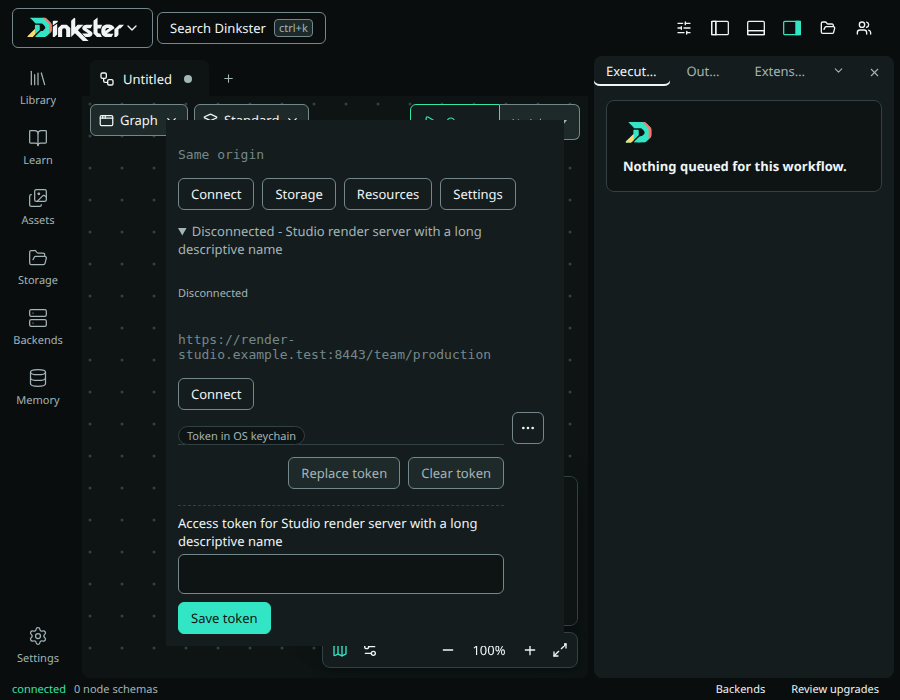 Dinkster
Search Dinkster ctrl+k
Library
Learn
Assets
Storage
Backends
Memory
Settings
Untitled
Graph
Standard
Same origin
Connect Storage Resources Settings
Disconnected - Studio render server with a long
descriptive name
Disconnected
https://render-
studio.example.test:8443/team/production
Connect
Token in OS keychain
Replace token Clear token
Access token for Studio render server with a long
descriptive name
Save token
100%
Execut... Out... Extens...
Nothing queued for this workflow.
connected 0 node schemas
Backends Review upgrades